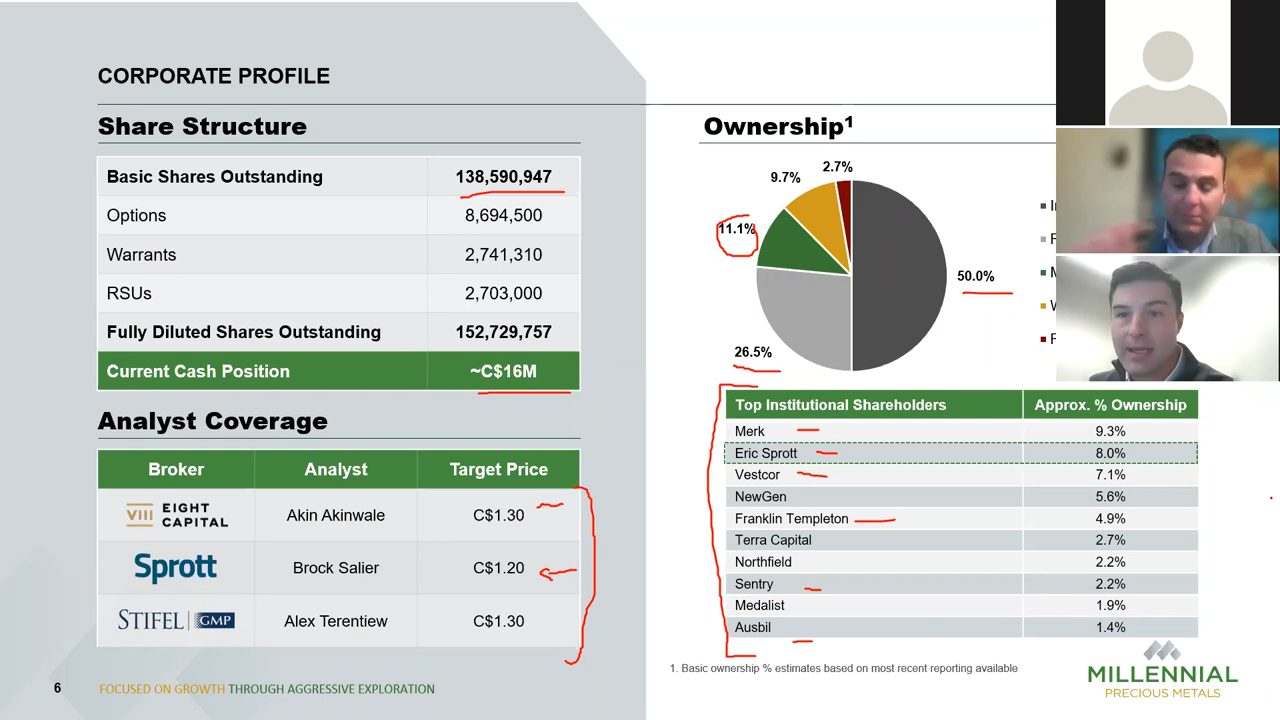 CORPORATE PROFILE
Share Structure
Basic Shares Outstanding 138,590,947
Options 8,694,500
Warrants 2,741,310
RSUs 2,703,000
Fully Diluted Shares Outstanding 152,729,757
Current Cash Position ~C$16M
Analyst Coverage
Broker Analyst Target Price
VIII EIGHT CAPITAL Akin Akinwale C$1.30
Sprott Brock Salier C$1.20
STIFEL GMP Alex Terentiew C$1.30
Ownership1
2.7%
9.7%
11.1%
50.0%
26.5%
Top Institutional Shareholders Approx. % Ownership
Merk 9.3%
Eric Sprott 8.0%
Vestcor 7.1%
NewGen 5.6%
Franklin Templeton 4.9%
Terra Capital 2.7%
Northfield 2.2%
Sentry 2.2%
Medalist 1.9%
Ausbil 1.4%
1. Basic ownership % estimates based on most recent reporting available
MILLENNIAL
PRECIOUS METALS
6 FOCUSED ON GROWTH THROUGH AGGRESSIVE EXPLORATION